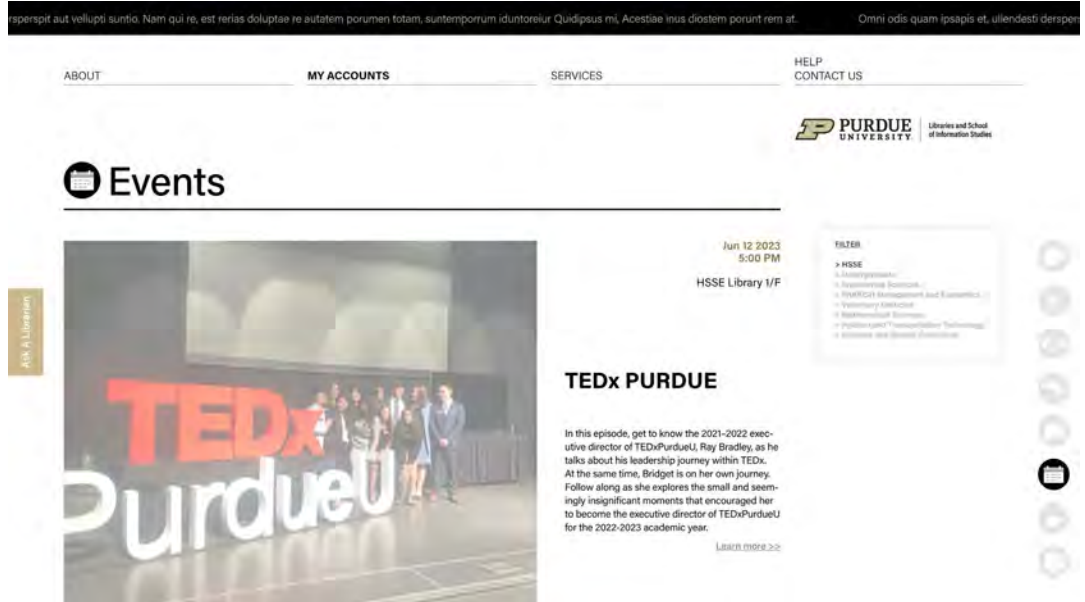 rsperspit aut vellupti suntio. Nam qui re, est rerias doluptae re autatem porumen totam, suntemporrum iduntoreiur Quidipsus mi, Acestiae inus diostem porunt rem at. Omni odis quam ipsapis et, ullendesti derspers
ABOUT
MY ACCOUNTS
SERVICES
HELP
CONTACT US
PURDUE
UNIVERSITY
Libraries and School
of Information Studies
Events
Jun 12 2023
5:00 PM
HSSE Library 1/F
FILTER
> HSSE
Ask A Librarian
TEDx PURDUE
In this episode, get to know the 2021-2022 exec-
utive director of TEDxPurdueU, Ray Bradley, as he
talks about his leadership journey within TEDx.
At the same time, Bridget is on her own journey.
Follow along as she explores the small and seem-
ingly insignificant moments that encouraged her
to become the executive director of TEDxPurdueU
for the 2022-2023 academic year.
Learn more >>
TEDx
PurdueU